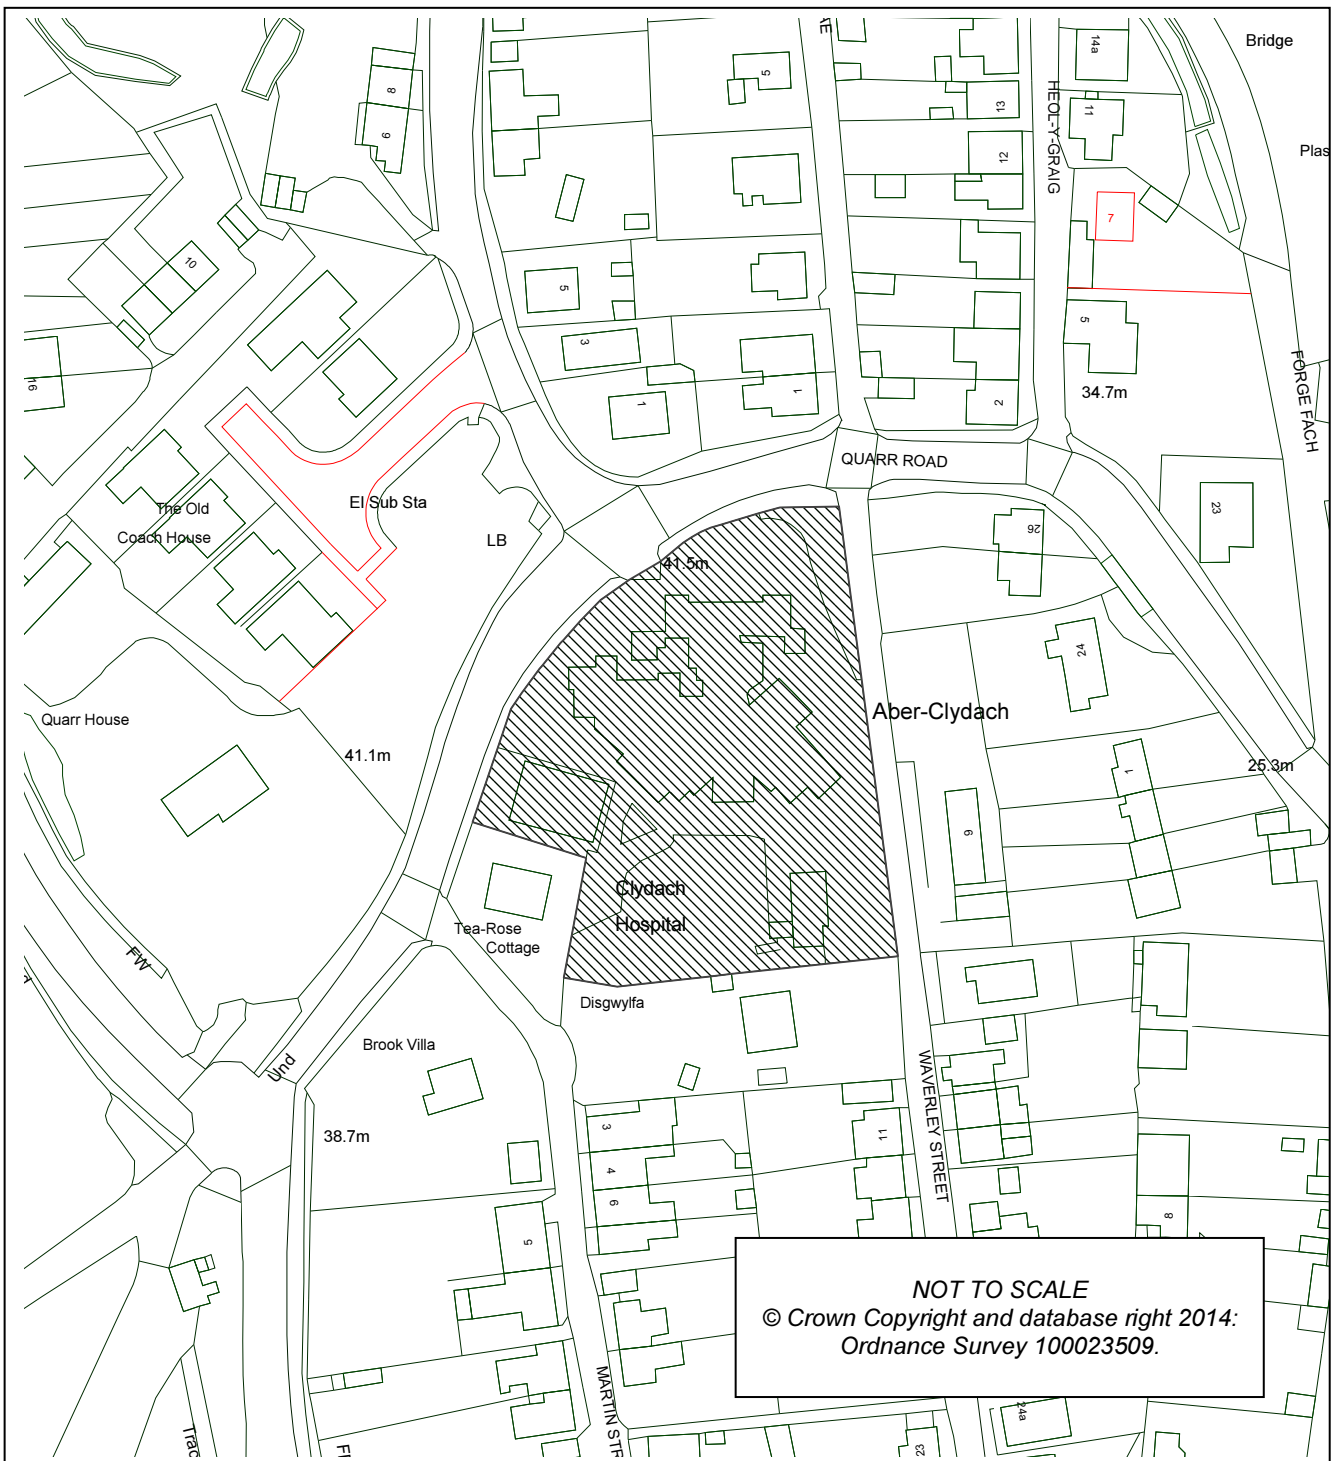 Bridge
14a
8
6
5
13
11
HEOL-Y-GRAIG
12
Plas
7
10
5
5
3
1
1
2
16
34.7m
FORGE FACH
QUARR ROAD
El Sub Sta
The Old
Coach House
LB
23
26
41.5m
24
Aber-Clydach
Quarr House
41.1m
25.3m
1
9
Clydach
Hospital
Tea-Rose
Cottage
FW
Disgwylfa
Brook Villa
Und
WAVERLEY STREET
38.7m
3
4
6
11
5
8
NOT TO SCALE
© Crown Copyright and database right 2014:
Ordnance Survey 100023509.
MARTIN STR
24a
23
Trac